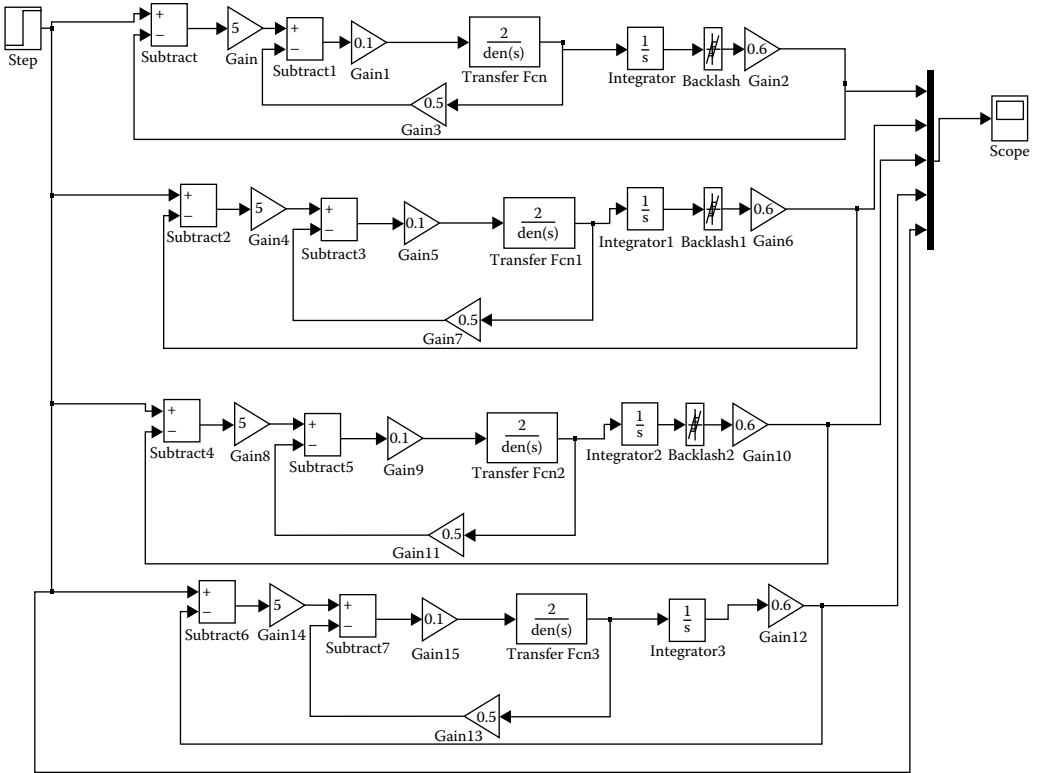 Step
+
−
Subtract
5
Gain
+
−
Subtract1
0.1
Gain1
2
den(s)
Transfer Fcn
0.5
Gain3
1
s
Integrator
Backlash
0.6
Gain2
Scope
+
−
Subtract2
5
Gain4
+
−
Subtract3
0.1
Gain5
2
den(s)
Transfer Fcn1
0.5
Gain7
1
s
Integrator1
Backlash1
0.6
Gain6
+
−
Subtract4
5
Gain8
+
−
Subtract5
0.1
Gain9
2
den(s)
Transfer Fcn2
0.5
Gain11
1
s
Integrator2
Backlash2
0.6
Gain10
+
−
Subtract6
5
Gain14
+
−
Subtract7
0.1
Gain15
2
den(s)
Transfer Fcn3
0.5
Gain13
1
s
Integrator3
0.6
Gain12